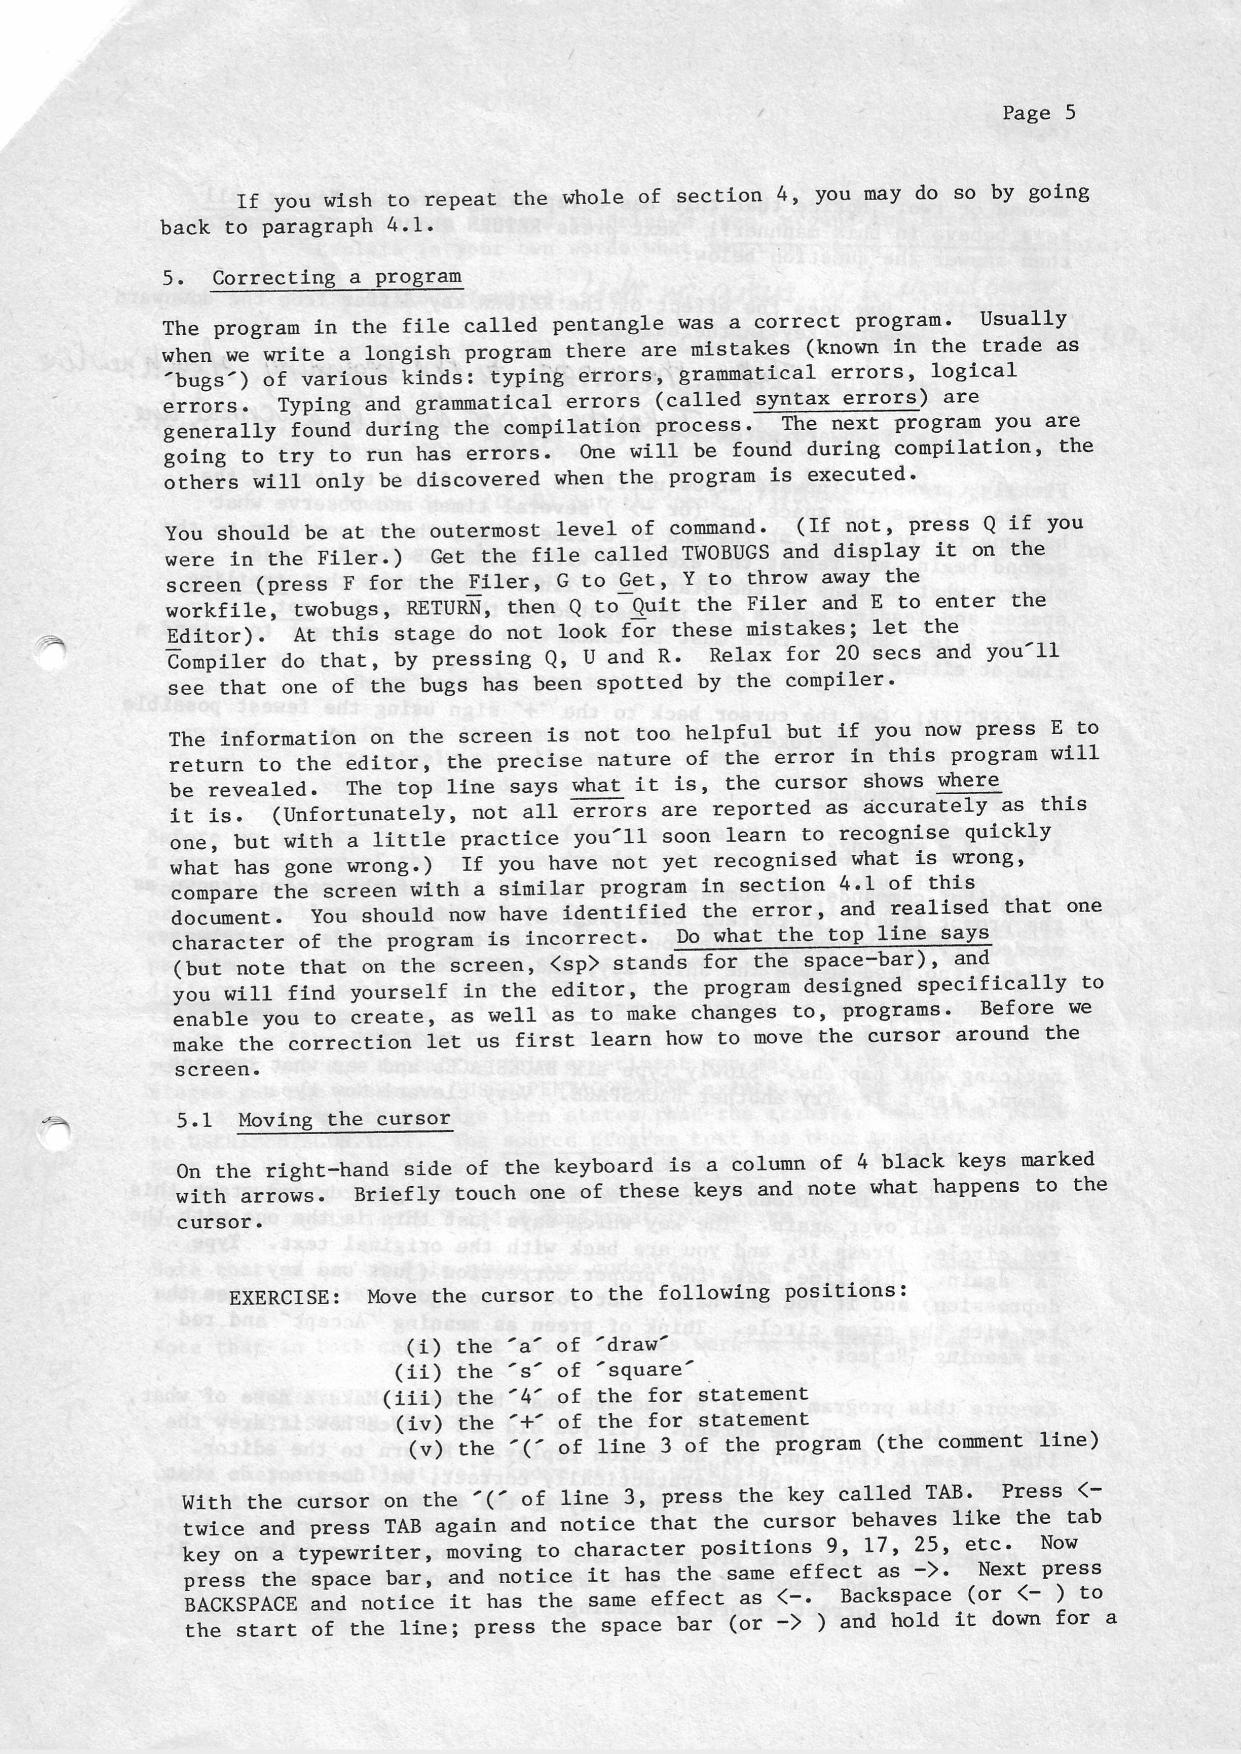 Page 5
If you wish to repeat the whole of section 4, you may do so by going
back to paragraph 4.1.
5. Correcting a program
The program in the file called pentangle was a correct program. Usually
when we write a longish program there are mistakes (known in the trade as
´bugs´) of various kinds: typing errors, grammatical errors, logical
errors. Typing and grammatical errors (called syntax errors) are
generally found during the compilation process. The next program you are
going to try to run has errors. One will be found during compilation, the
others will only be discovered when the program is executed.
You should be at the outermost level of command. (If not, press Q if you
were in the Filer.) Get the file called TWOBUGS and display it on the
screen (press F for the Filer, G to Get, Y to throw away the
workfile, twobugs, RETURN, then Q to Quit the Filer and E to enter the
Editor). At this stage do not look for these mistakes; let the
Compiler do that, by pressing Q, U and R. Relax for 20 secs and you´ll
see that one of the bugs has been spotted by the compiler.
The information on the screen is not too helpful but if you now press E to
return to the editor, the precise nature of the error in this program will
be revealed. The top line says what it is, the cursor shows where
it is. (Unfortunately, not all errors are reported as accurately as this
one, but with a little practice you´ll soon learn to recognise quickly
what has gone wrong.) If you have not yet recognised what is wrong,
compare the screen with a similar program in section 4.1 of this
document. You should now have identified the error, and realised that one
character of the program is incorrect. Do what the top line says
(but note that on the screen, <sp> stands for the space-bar), and
you will find yourself in the editor, the program designed specifically to
enable you to create, as well as to make changes to, programs. Before we
make the correction let us first learn how to move the cursor around the
screen.
5.1 Moving the cursor
On the right-hand side of the keyboard is a column of 4 black keys marked
with arrows. Briefly touch one of these keys and note what happens to the
cursor.
EXERCISE: Move the cursor to the following positions:
(i) the ´a´ of ´draw´
(ii) the ´s´ of ´square´
(iii) the ´4´ of the for statement
(iv) the ´+´ of the for statement
(v) the ´(´ of line 3 of the program (the comment line)
With the cursor on the ´(´ of line 3, press the key called TAB. Press <-
twice and press TAB again and notice that the cursor behaves like the tab
key on a typewriter, moving to character positions 9, 17, 25, etc. Now
press the space bar, and notice it has the same effect as ->. Next press
BACKSPACE and notice it has the same effect as <-. Backspace (or <- ) to
the start of the line; press the space bar (or -> ) and hold it down for a